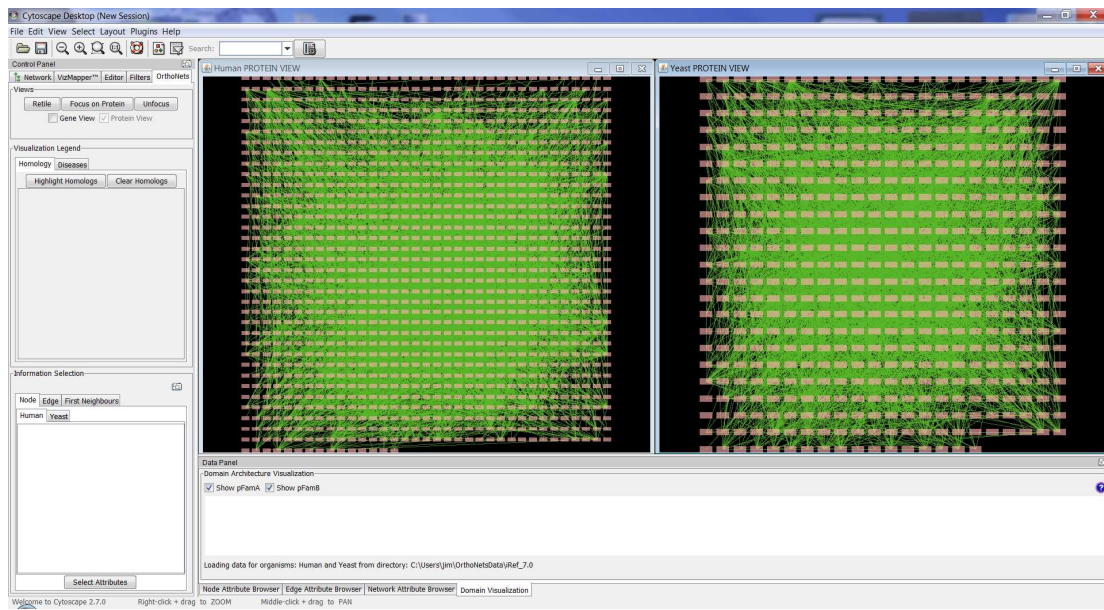 Cytoscape Desktop (New Session)
File Edit View Select Layout Plugins Help
Search:
Control Panel
Network VizMapper™ Editor Filters OrthoNets
Views
Retile Focus on Protein Unfocus
Gene View Protein View
Visualization Legend
Homology Diseases
Highlight Homologs Clear Homologs
Information Selection
Node Edge First Neighbours
Human Yeast
Select Attributes
Human PROTEIN VIEW
Yeast PROTEIN VIEW
Data Panel
Domain Architecture Visualization
Show pFamA Show pFamB
Loading data for organisms: Human and Yeast from directory: C:\Users\jim\OrthoNetsData\iRef_7.0
Node Attribute Browser Edge Attribute Browser Network Attribute Browser Domain Visualization
Welcome to Cytoscape 2.7.0 Right-click + drag to ZOOM Middle-click + drag to PAN